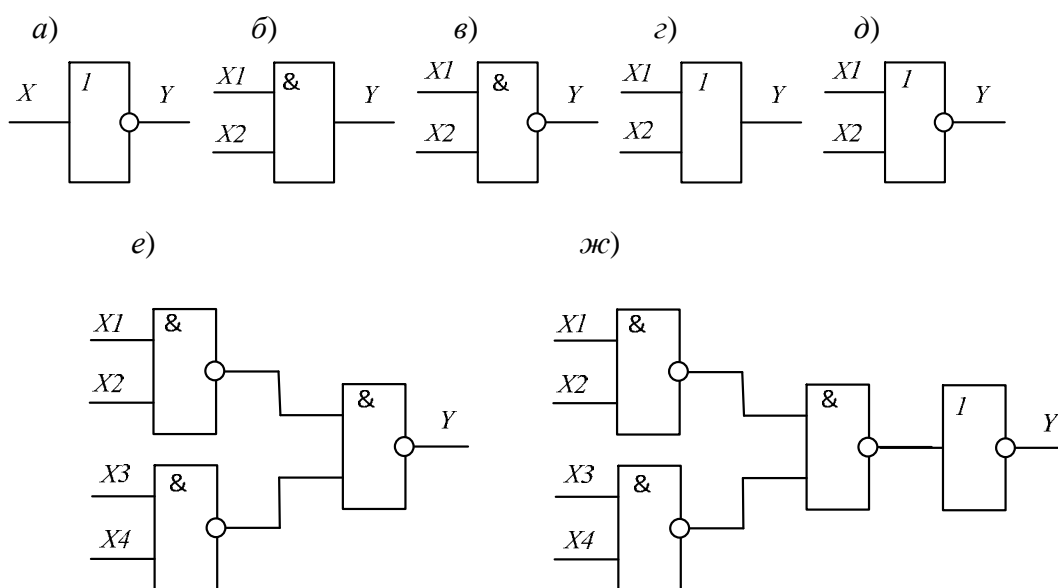 а) б) в) г) д)
X 1 Y X1 & Y X2 X1 & Y X2 X1 1 Y X2 X1 1 Y X2
е) ж)
X1 & X2 & Y X3 & X4
X1 & X2 & 1 Y X3 & X4